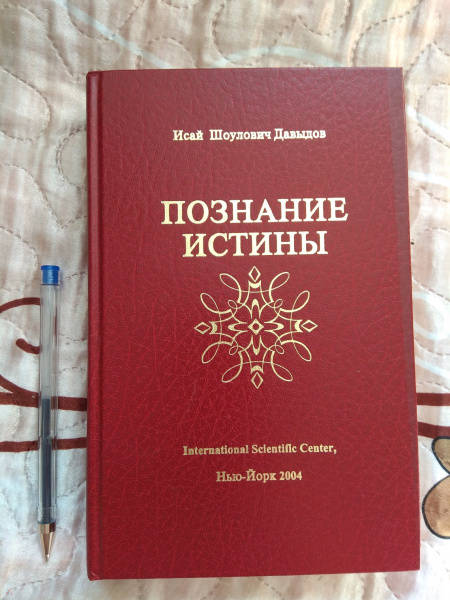 Исай Шоулович Давыдов
ПОЗНАНИЕ
ИСТИНЫ
International Scientific Center,
Нью-Йорк 2004